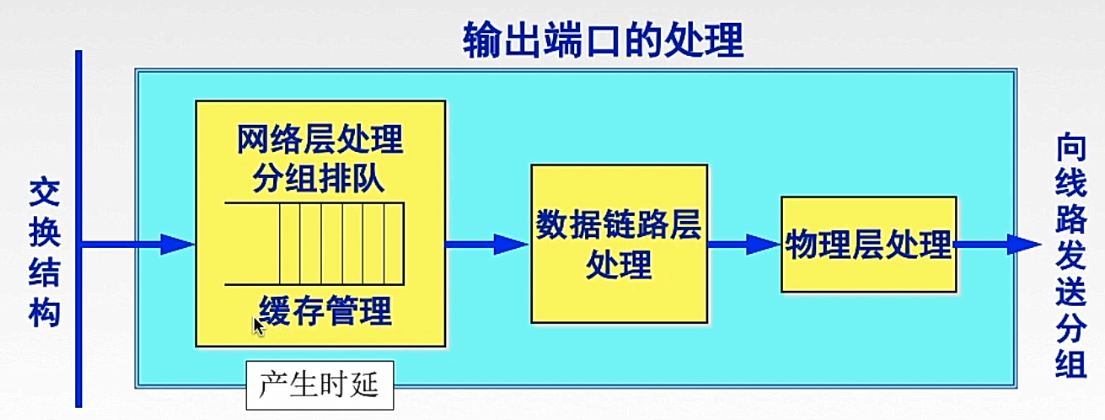 输出端口的处理
交换结构
网络层处理
分组排队
缓存管理
产生时延
数据链路层
处理
物理层处理
向线路发送分组